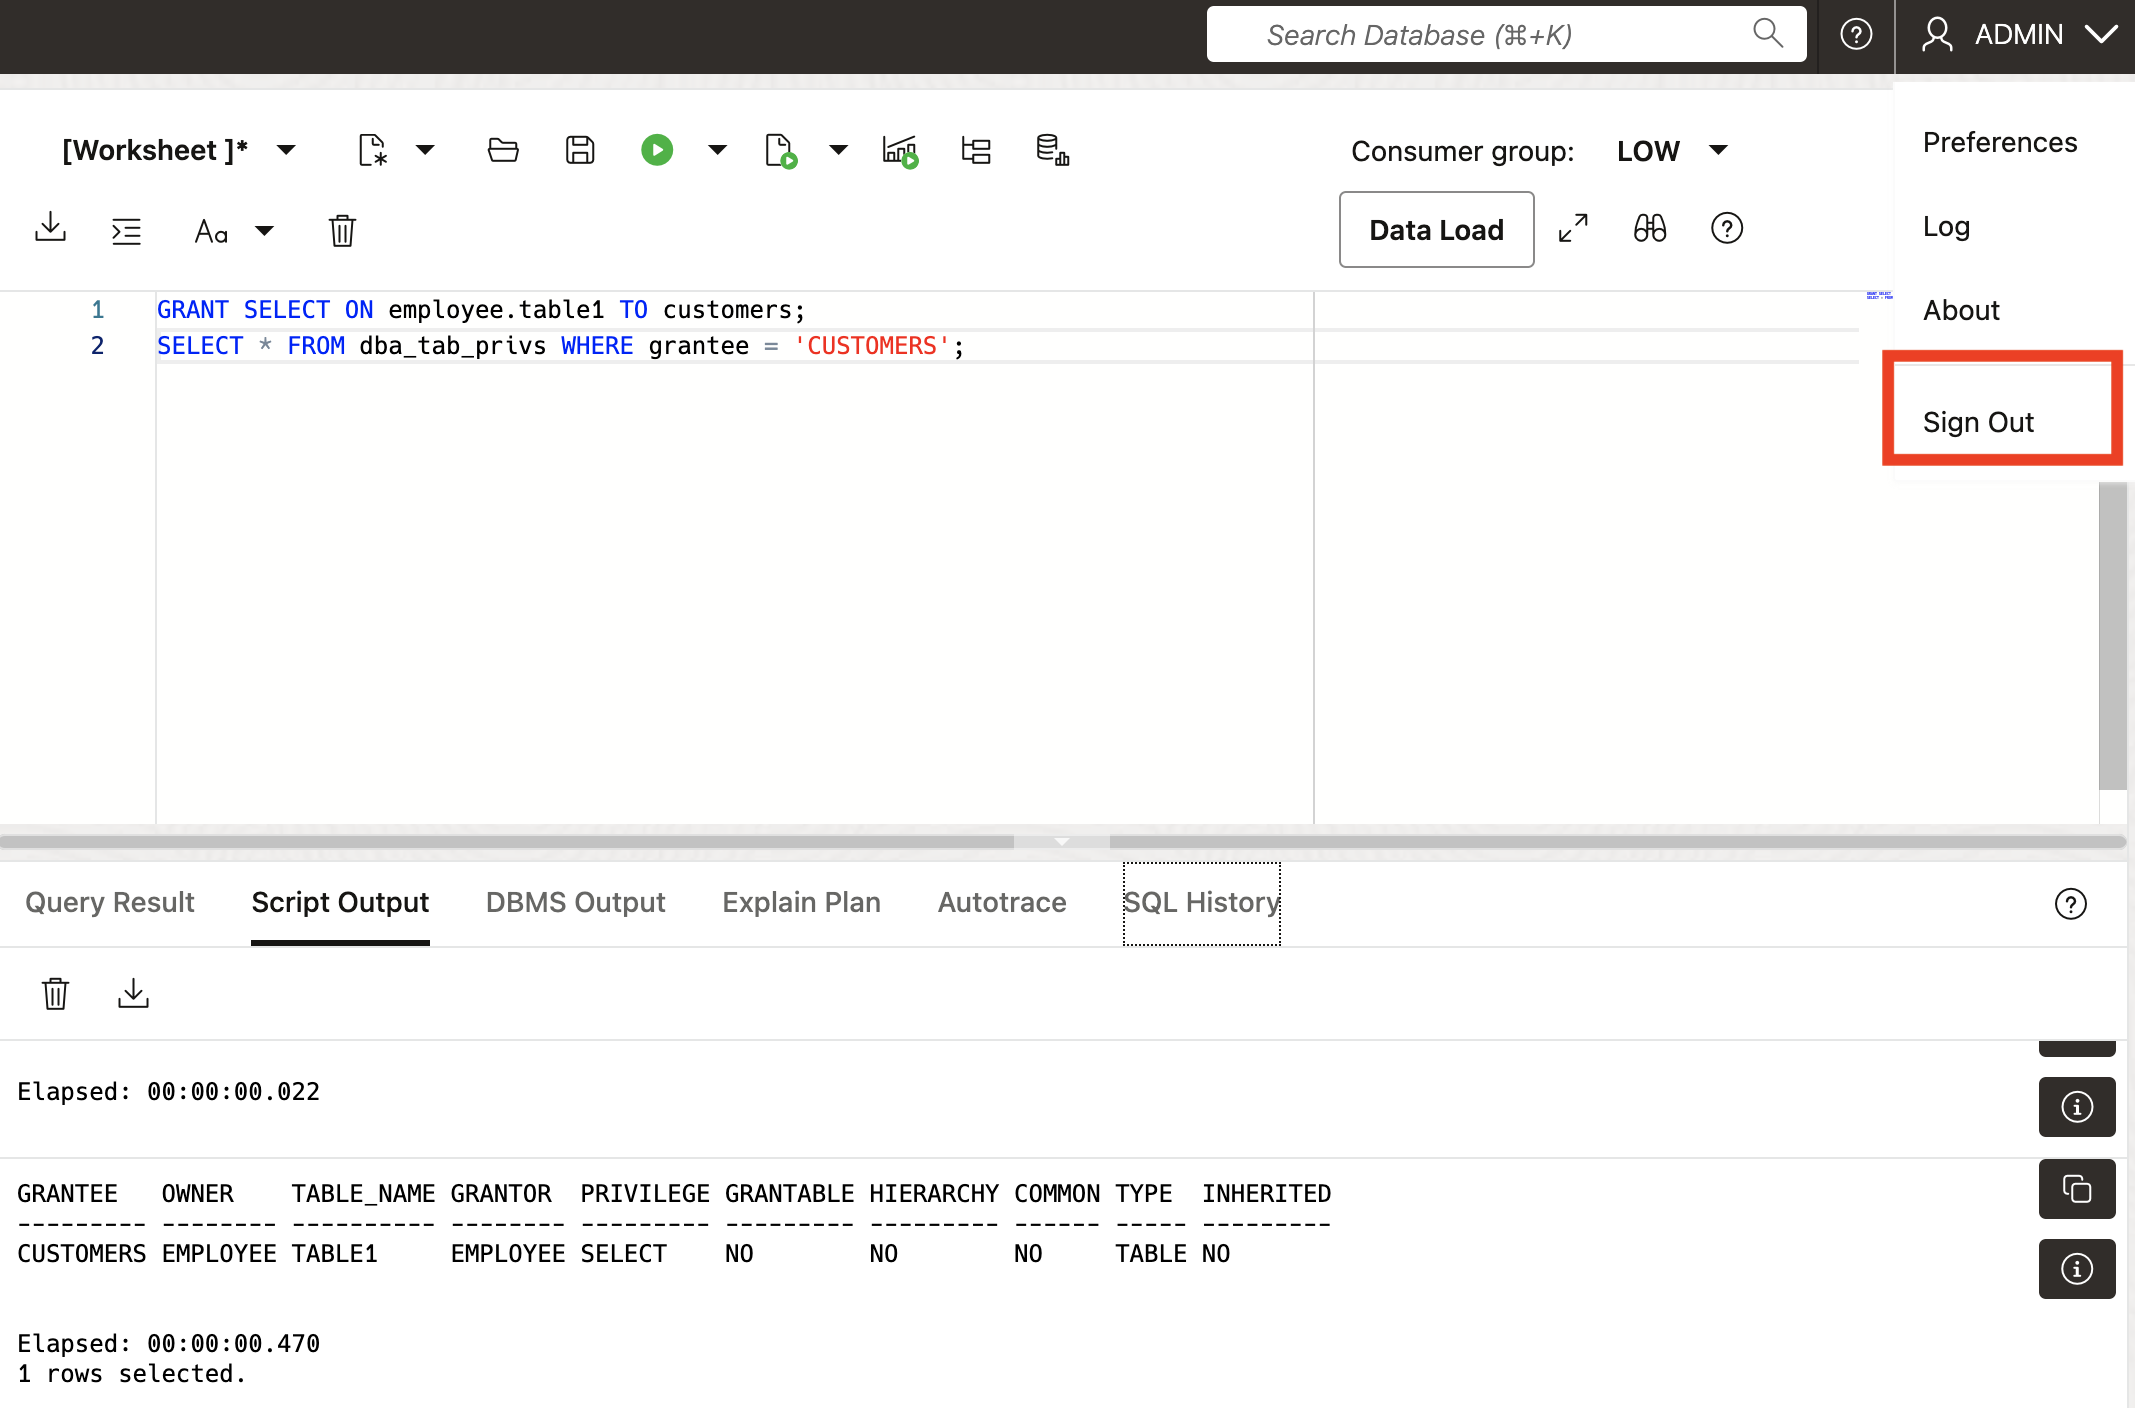 Search Database (⌘+K)
ADMIN
Preferences
Log
About
Sign Out
[Worksheet ]*
Consumer group: LOW
Aa
Data Load
1 GRANT SELECT ON employee.table1 TO customers;
2 SELECT * FROM dba_tab_privs WHERE grantee = 'CUSTOMERS';
Query Result Script Output DBMS Output Explain Plan Autotrace SQL History
Elapsed: 00:00:00.022
GRANTEE   OWNER    TABLE_NAME GRANTOR  PRIVILEGE GRANTABLE HIERARCHY COMMON TYPE  INHERITED
--------- -------- ---------- -------- --------- --------- --------- ------ ----- ---------
CUSTOMERS EMPLOYEE TABLE1     EMPLOYEE SELECT    NO        NO        NO     TABLE NO
Elapsed: 00:00:00.470
1 rows selected.